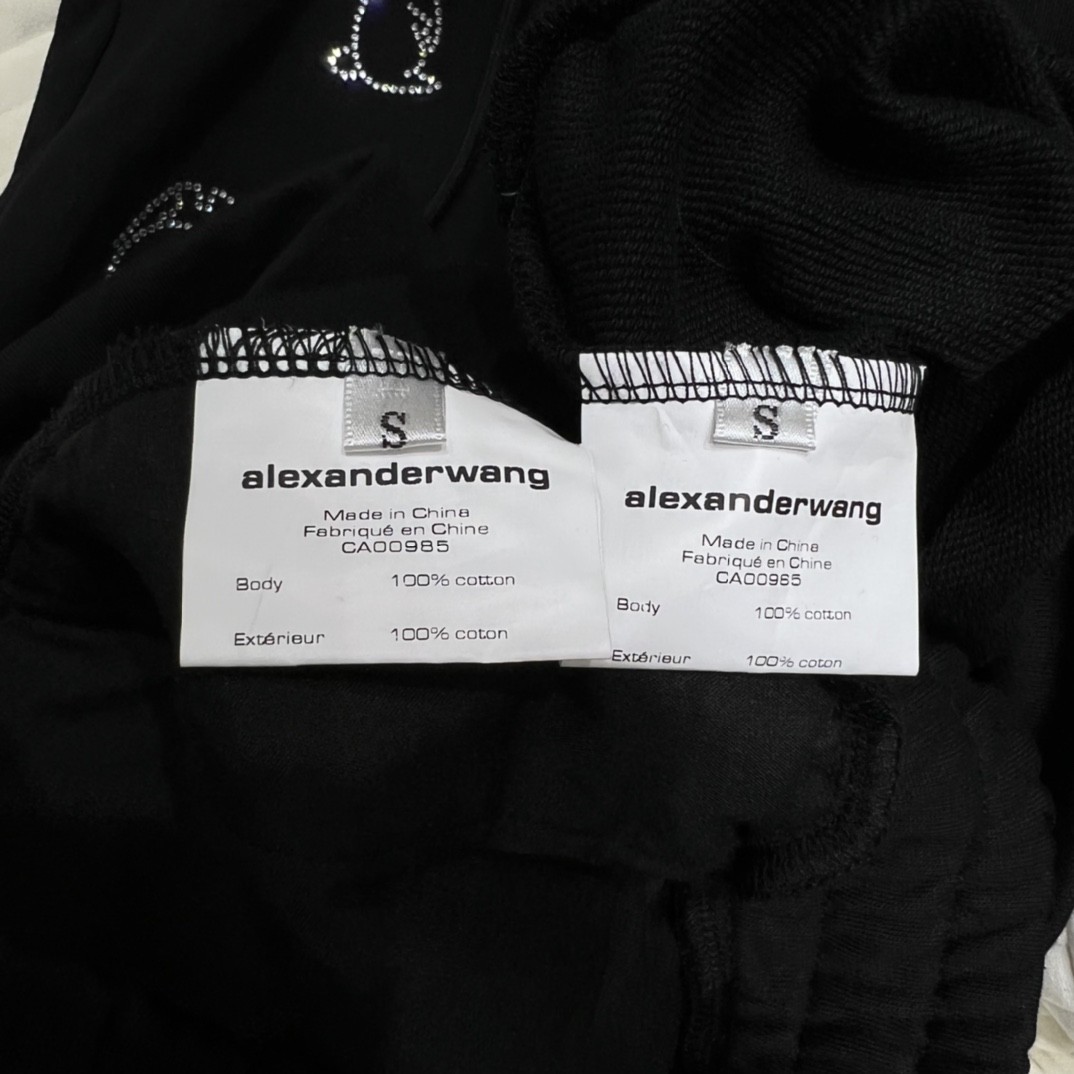 S
alexanderwang
Made in China
Fabriqué en Chine
CA00985
Body 100% cotton
Extérieur 100% coton
S
alexanderwang
Made in China
Fabriqué en Chine
CA00965
Body 100% cotton
Extérieur 100% coton